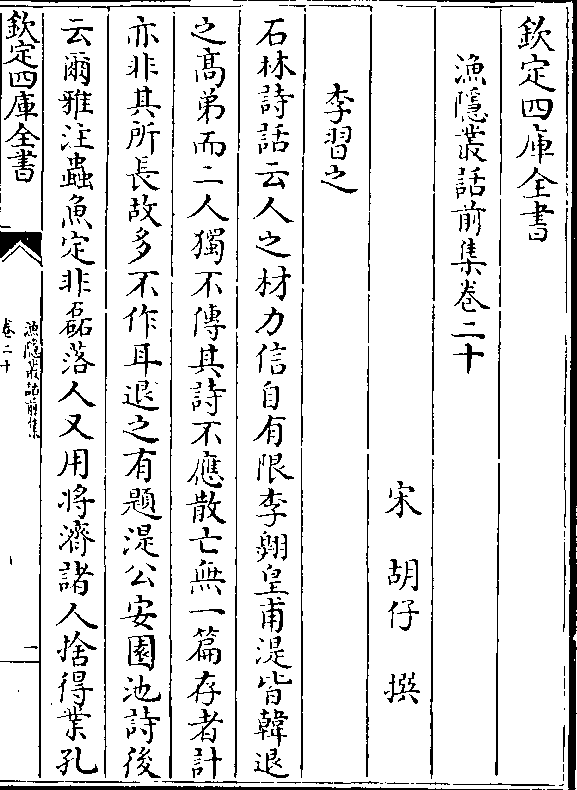 欽定四庫全書
漁隱叢話前集卷二十
宋 胡仔 撰
李習之
石林詩話云人之材力信自有限李翺皇甫湜皆韓退
之髙弟而二人獨不傳其詩不應散亡無一篇存者計
亦非其所長故多不作耳退之有題湜公安園池詩後
云爾雅注蟲魚定非磊落人又用將濟諸人捨得業孔
欽定四庫全書
漁隱叢話前集
卷二十
一